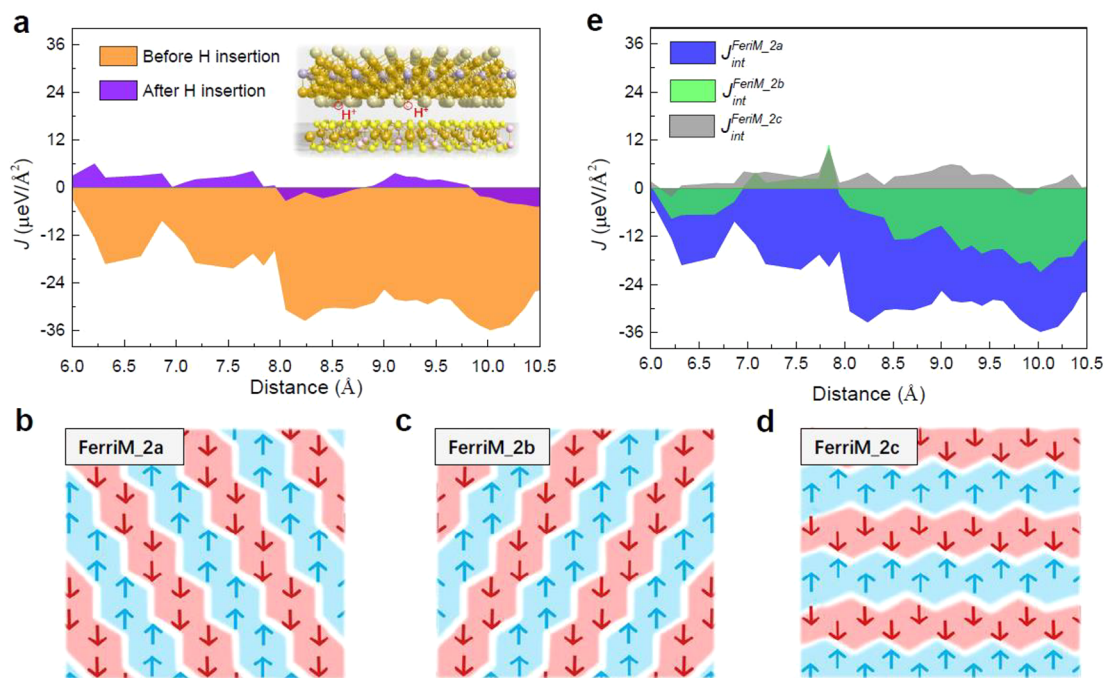 a
J (μeV/Å²)
36
24
12
0
-12
-24
-36
Before H insertion
After H insertion
H⁺
H⁺
6.0 6.5 7.0 7.5 8.0 8.5 9.0 9.5 10.0 10.5
Distance (Å)
e
J (μeV/Å²)
36
24
12
0
-12
-24
-36
J_int^FeriM_2a
J_int^FeriM_2b
J_int^FeriM_2c
6.0 6.5 7.0 7.5 8.0 8.5 9.0 9.5 10.0 10.5
Distance (Å)
b
FerriM_2a
c
FerriM_2b
d
FerriM_2c